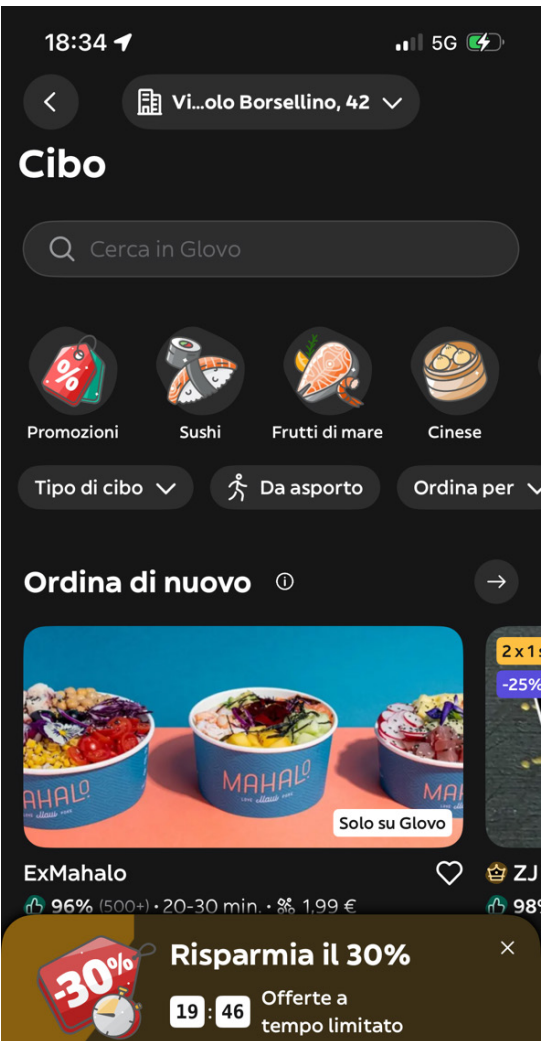 18:34
5G
Vi...olo Borsellino, 42
Cibo
Cerca in Glovo
%
Promozioni
Sushi
Frutti di mare
Cinese
Tipo di cibo
Da asporto
Ordina per
Ordina di nuovo
2 x 1
-25%
MAHALO
Solo su Glovo
ExMahalo
ZJ
96% (500+) • 20-30 min. • 1,99 €
98
-30%
Risparmia il 30%
19 : 46
Offerte a
tempo limitato